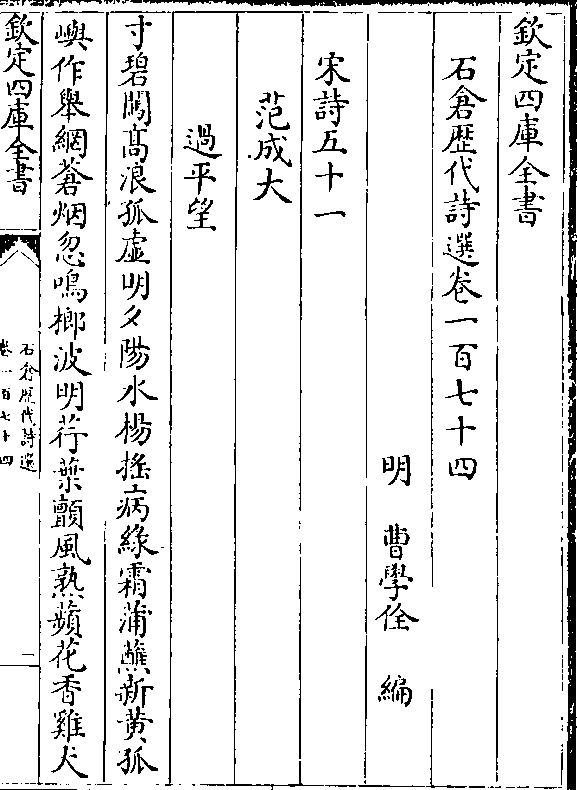 欽定四庫全書
石倉歴代詩選卷一百七十四
明 曹學佺 編
宋詩五十一
范成大
過平望
寸碧闖髙浪孤虚明夕陽水楊摇病緑霜蒲蘸新黄孤
嶼作舉網蒼烟忽鳴榔波明荇葉顫風熟蘋花香雞犬
欽定四庫全書
石倉歴代詩選
卷一百七十四
一